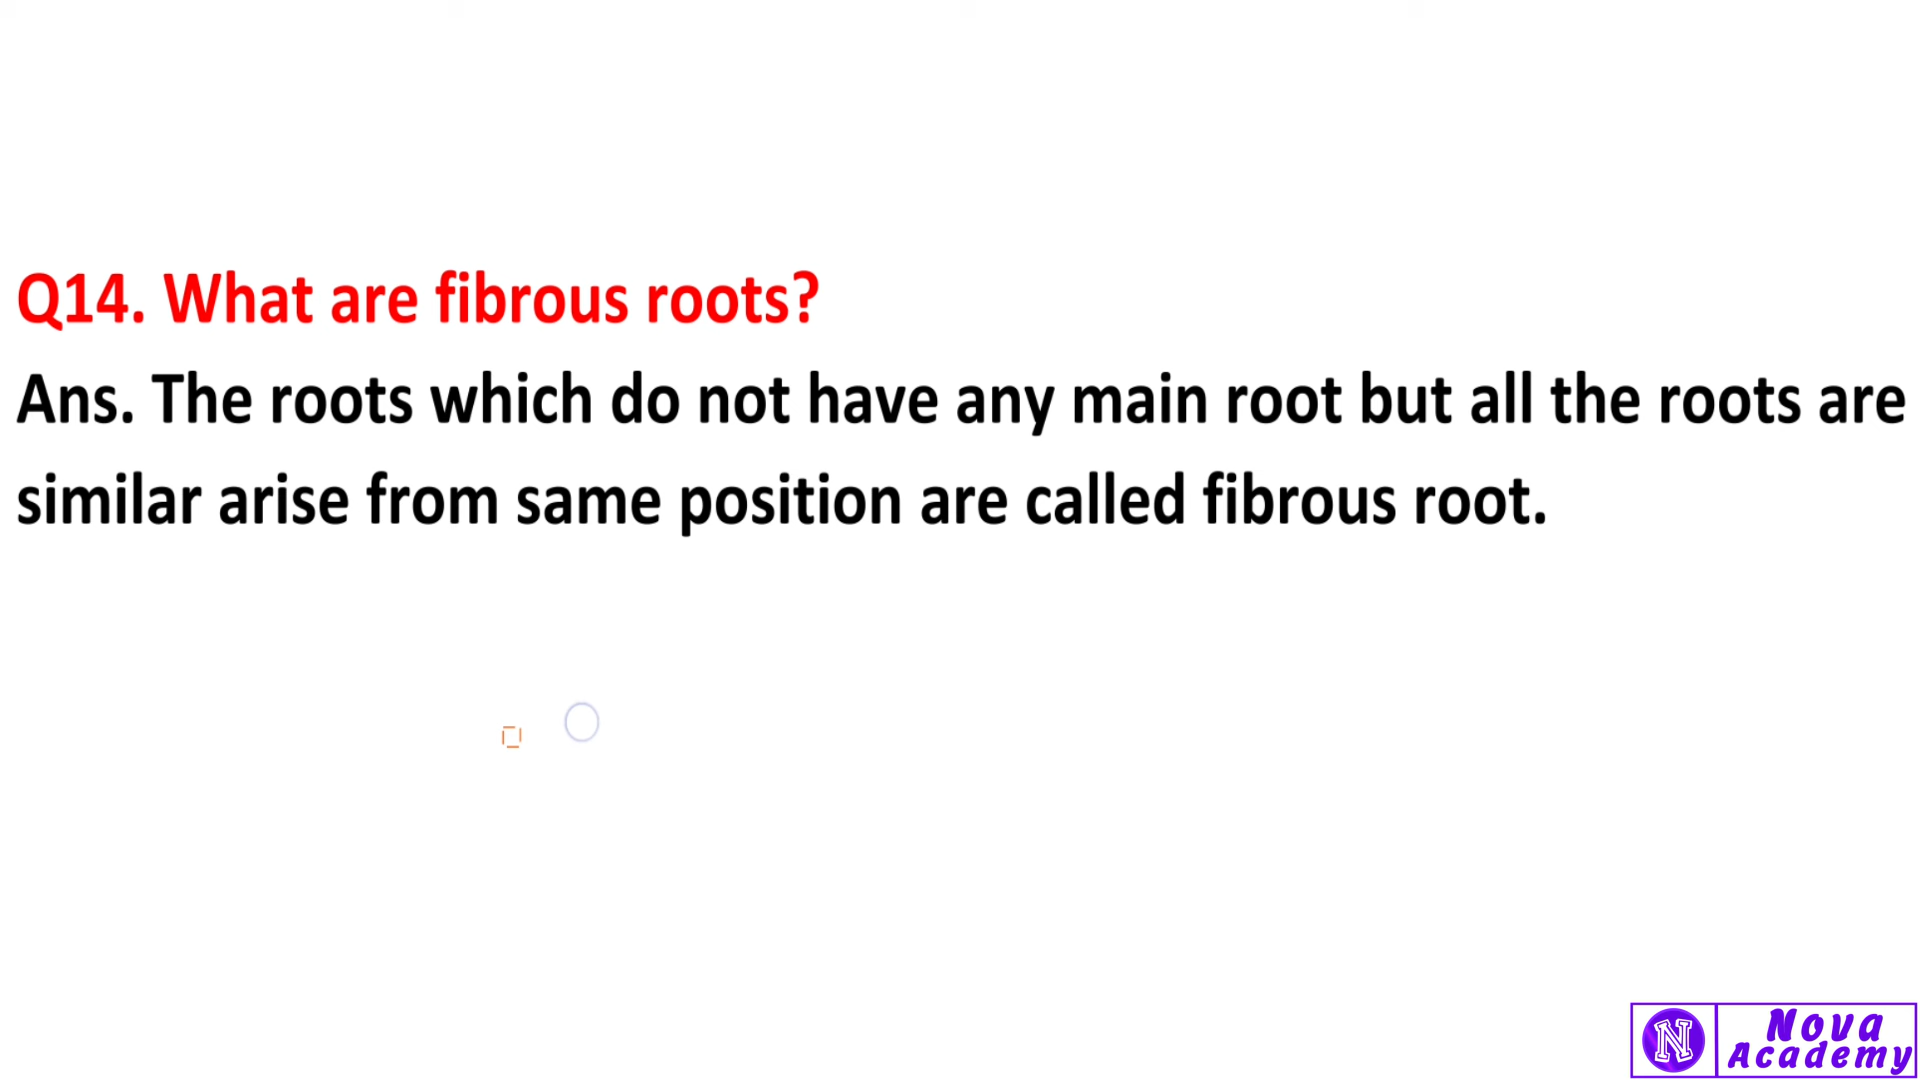 Q14. What are fibrous roots?
Ans. The roots which do not have any main root but all the roots are
similar arise from same position are called fibrous root.
N
Nova
Academy